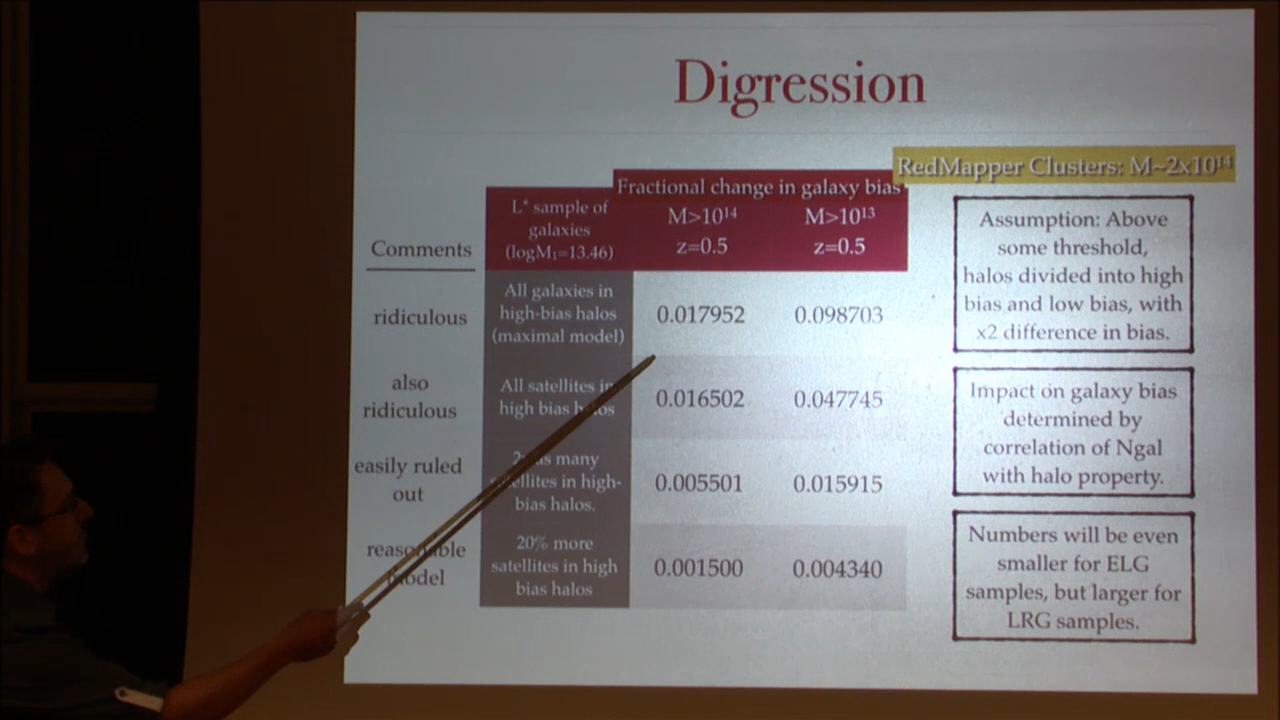 Digression
RedMapper Clusters: M~2x10¹⁴
Fractional change in galaxy bias
Comments
L* sample of
galaxies
(logM₁=13.46)
M>10¹⁴
z=0.5
M>10¹³
z=0.5
ridiculous
All galaxies in
high-bias halos
(maximal model)
0.017952
0.098703
also
ridiculous
All satellites in
high bias halos
0.016502
0.047745
easily ruled
out
as many
satellites in high-
bias halos.
0.005501
0.015915
reasonable
model
20% more
satellites in high
bias halos
0.001500
0.004340
Assumption: Above
some threshold,
halos divided into high
bias and low bias, with
x2 difference in bias.
Impact on galaxy bias
determined by
correlation of Ngal
with halo property.
Numbers will be even
smaller for ELG
samples, but larger for
LRG samples.